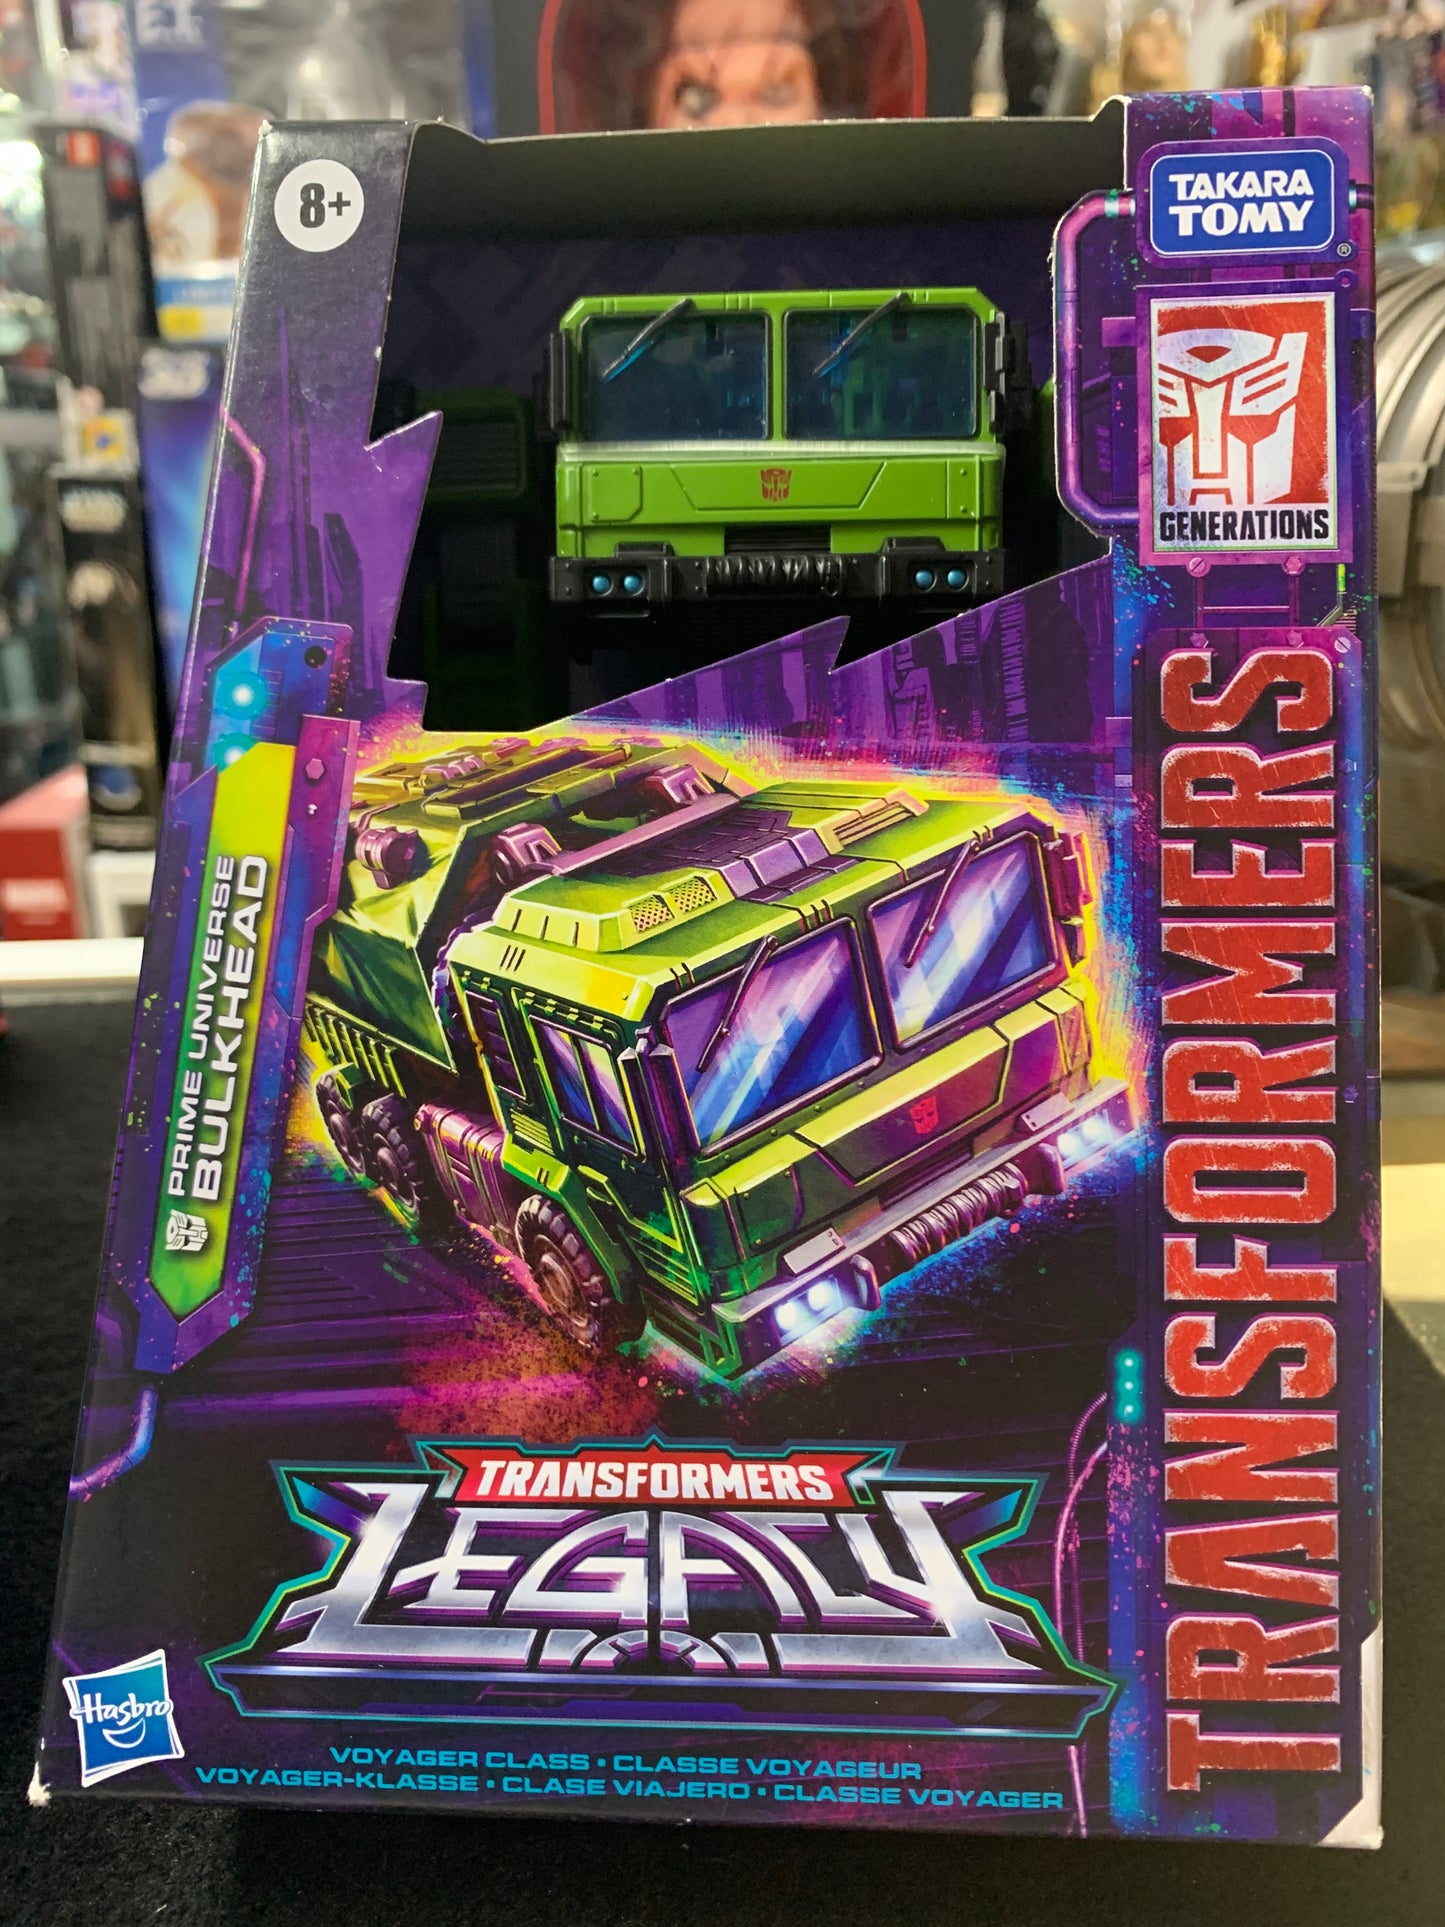 E.T.
8+
TAKARA
TOMY
®
GENERATIONS
TRANSFORMERS
PRIME UNIVERSE
BULKHEAD
TRANSFORMERS
LEGACY
Hasbro
VOYAGER CLASS • CLASSE VOYAGEUR
VOYAGER-KLASSE • CLASE VIAJERO • CLASSE VOYAGER